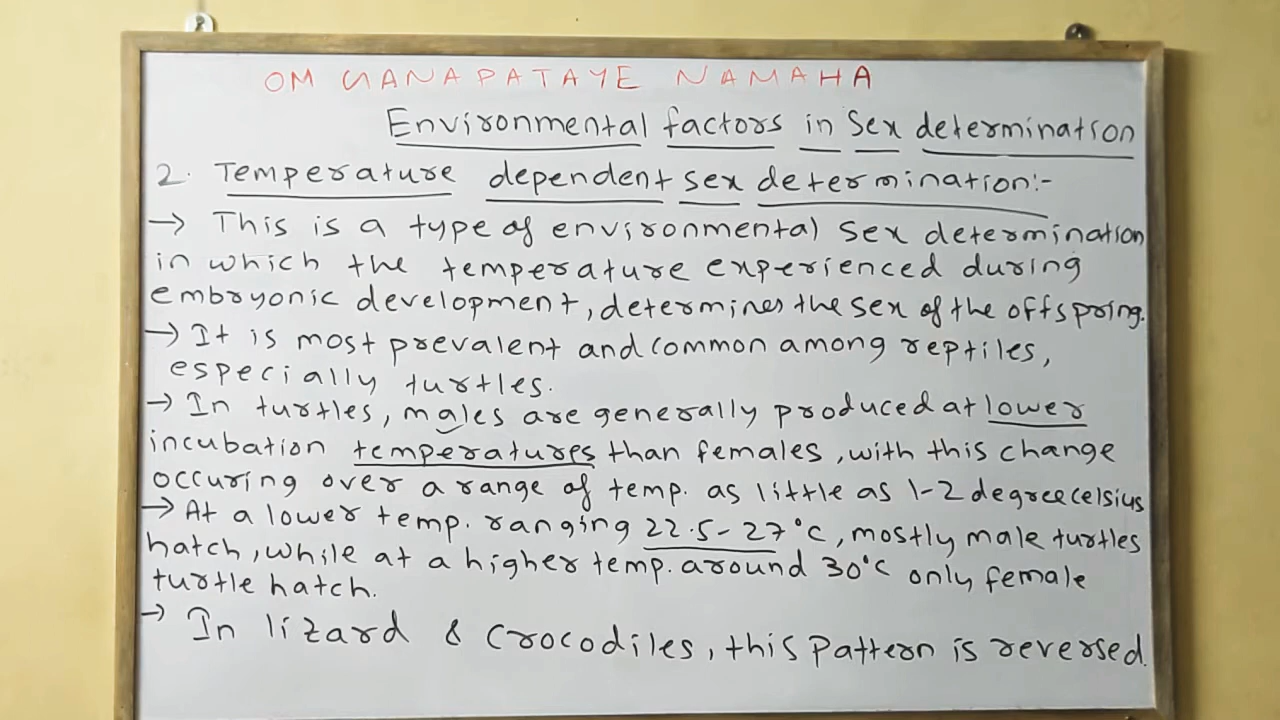 OM GANAPATAYE NAMAHA
Environmental factors in Sex determination
2. Temperature dependent sex determination:-
→ This is a type of environmental sex determination
in which the temperature experienced during
embryonic development, determines the sex of the offspring.
→ It is most prevalent and common among reptiles,
especially turtles.
→ In turtles, males are generally produced at lower
incubation temperatures than females, with this change
occuring over a range of temp. as little as 1-2 degree celsius
→ At a lower temp. ranging 22.5-27°C, mostly male turtles
hatch, while at a higher temp. around 30°C only female
turtle hatch.
→ In lizard & crocodiles, this pattern is reversed.